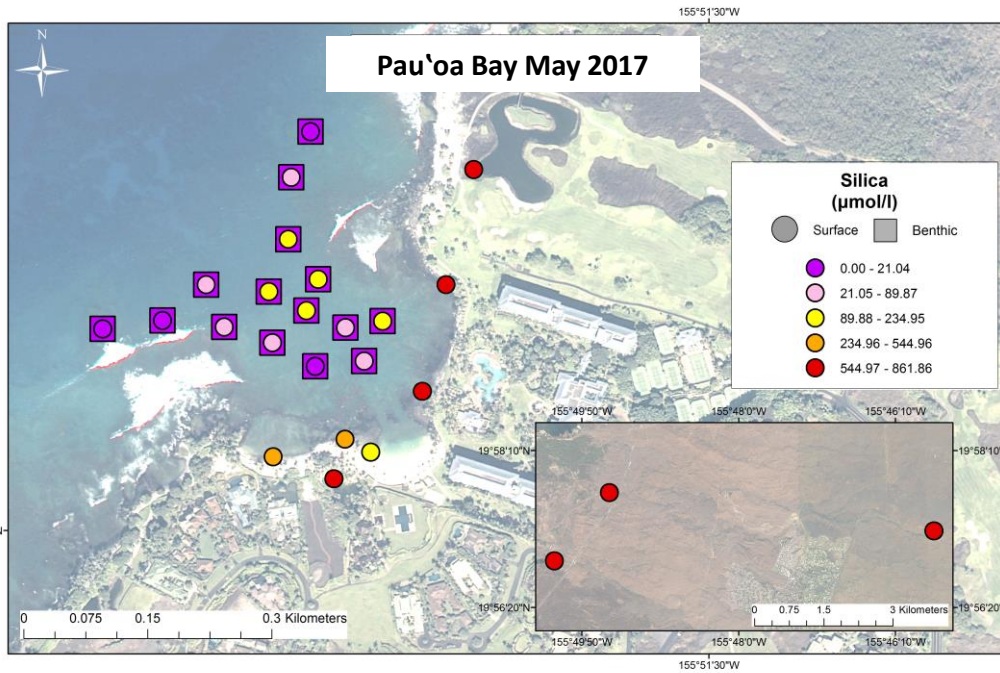 155°51'30"W
N
Pauʻoa Bay May 2017
Silica
(µmol/l)
Surface Benthic
0.00 - 21.04
21.05 - 89.87
89.88 - 234.95
234.96 - 544.96
544.97 - 861.86
155°49'50"W 155°48'0"W 155°46'10"W
19°58'10"N 19°58'10"N
19°56'20"N 19°56'20"N
0 0.075 0.15 0.3 Kilometers
0 0.75 1.5 3 Kilometers
155°49'50"W 155°48'0"W 155°46'10"W
155°51'30"W